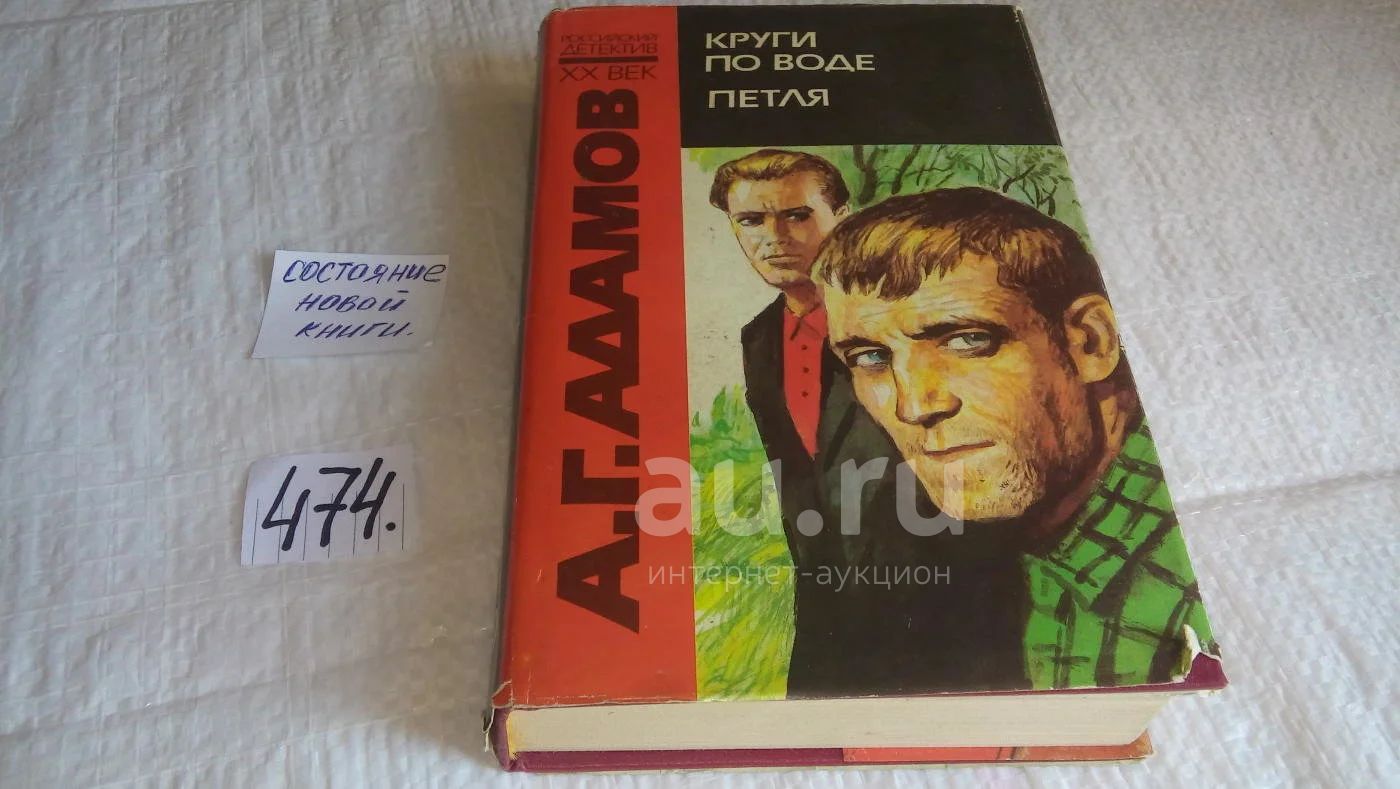 РОССИЙСКИЙ
ДЕТЕКТИВ
XX ВЕК
А.Г.АДАМОВ
КРУГИ
ПО ВОДЕ
ПЕТЛЯ
СОСТОЯНИЕ
НОВОЙ
КНИГИ.
474.
au.ru
интернет-аукцион